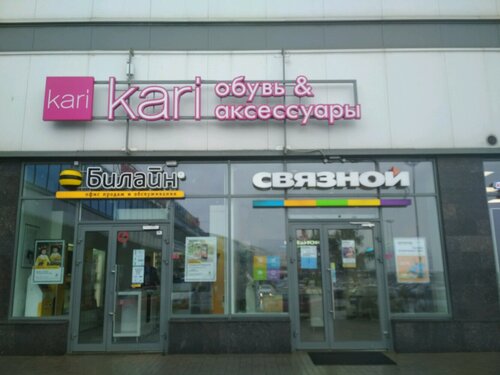 kari
kari
обувь &
аксессуары
Билайн
офис продаж и обслуживания
СВЯЗНОЙ